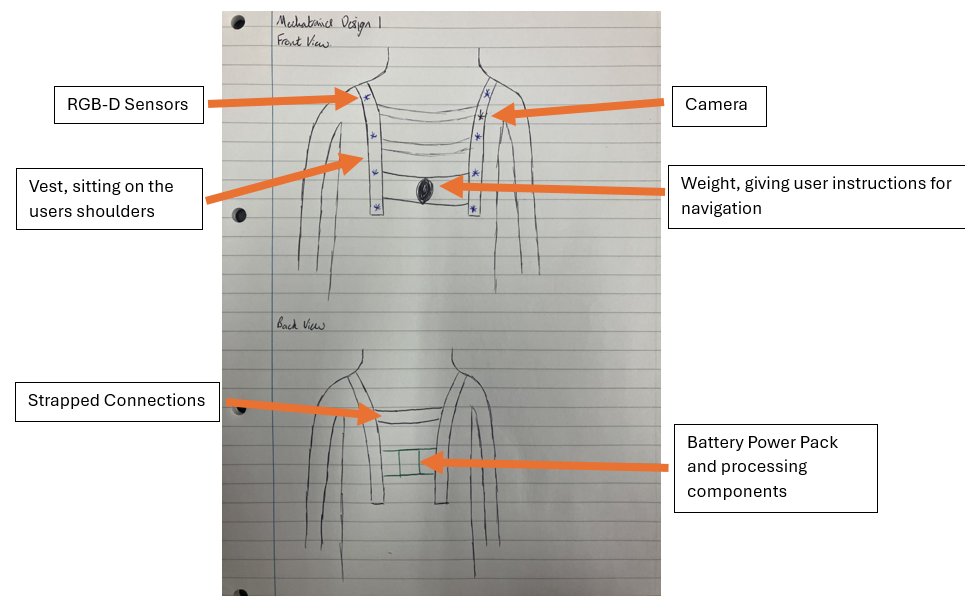 Mechatronics Design 1
Front View
RGB-D Sensors
Camera
Vest, sitting on the
users shoulders
Weight, giving user instructions for
navigation
Back View
Strapped Connections
Battery Power Pack
and processing
components